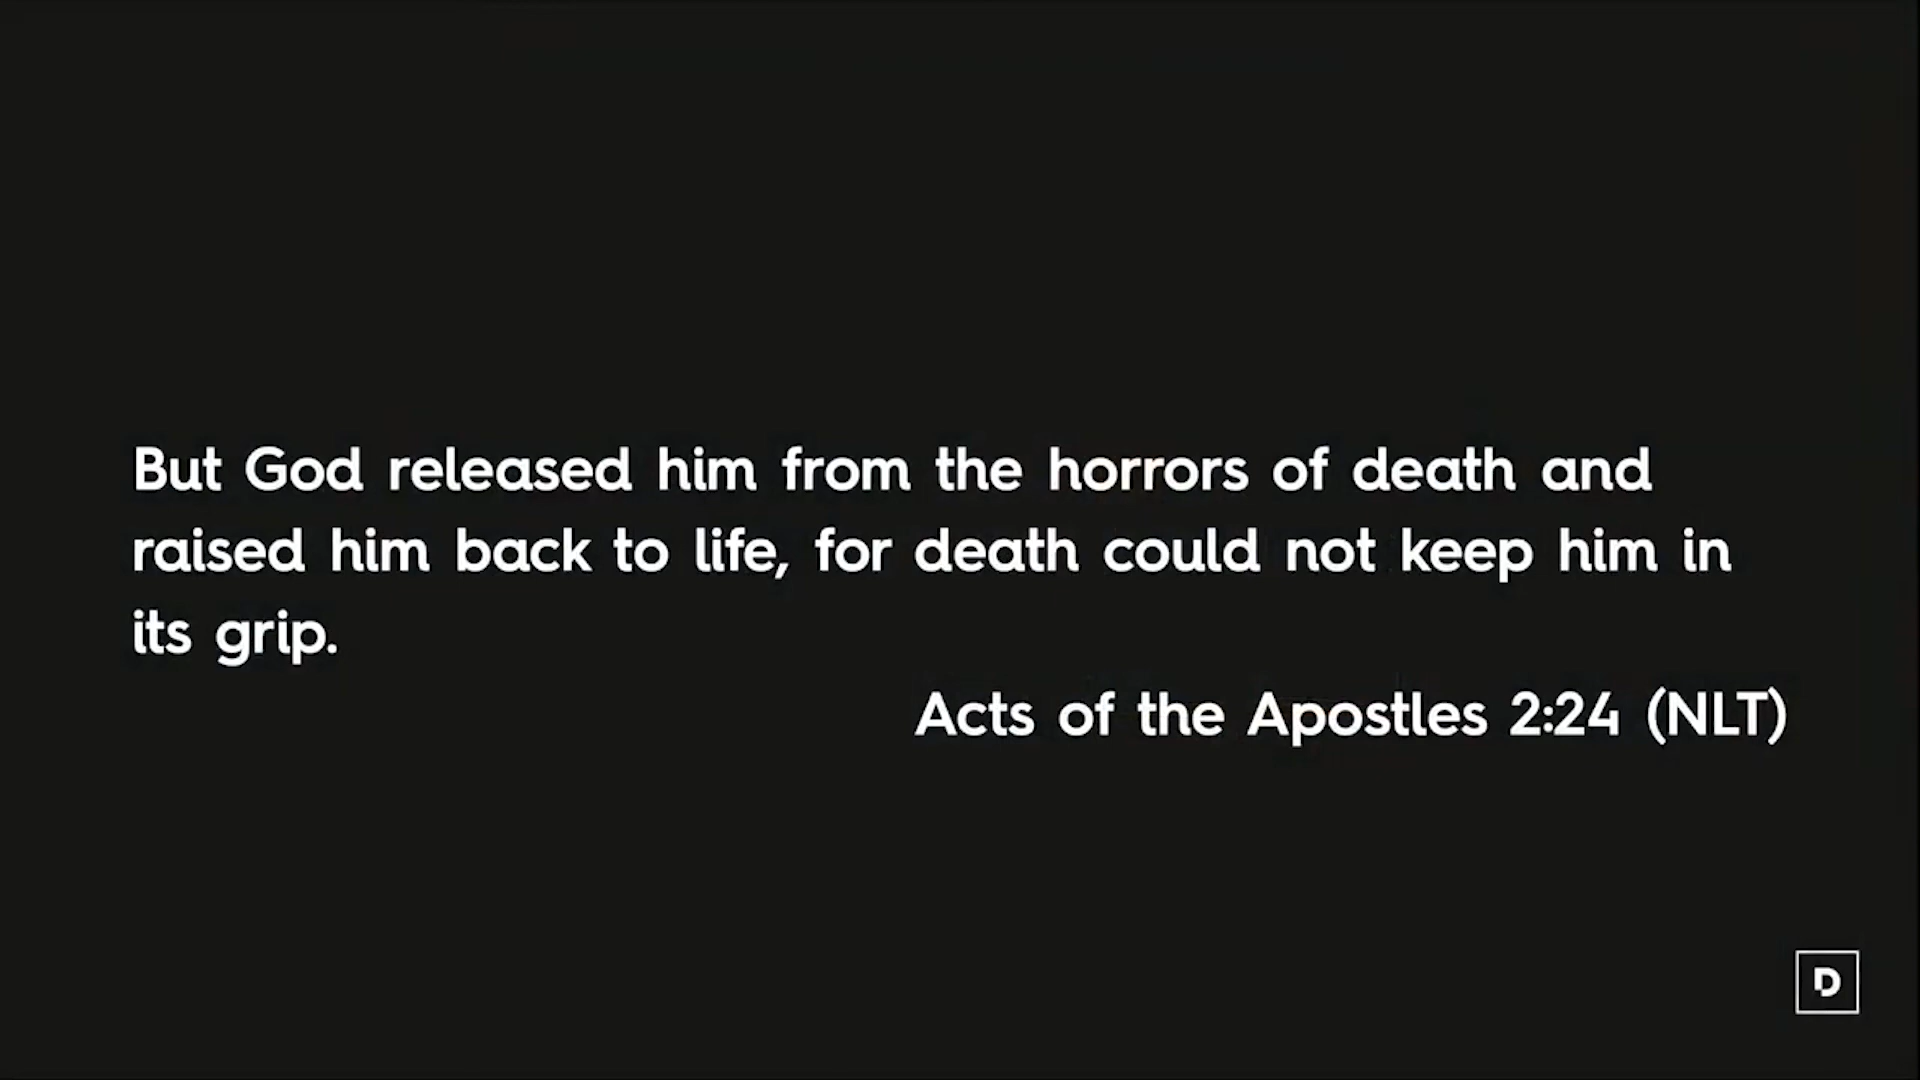 But God released him from the horrors of death and
raised him back to life, for death could not keep him in
its grip.
Acts of the Apostles 2:24 (NLT)
D